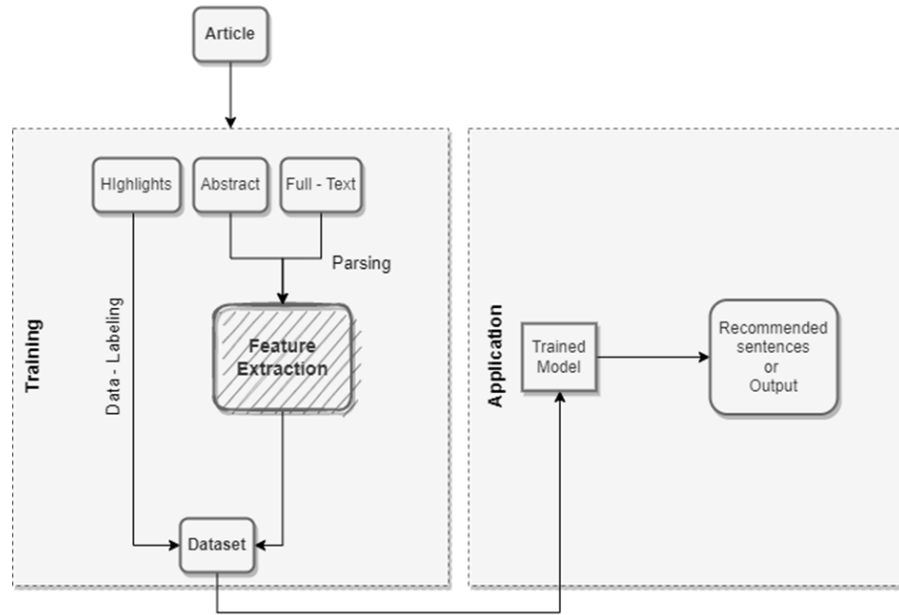 Article
HIghlights
Abstract
Full - Text
Parsing
Data - Labeling
Training
Feature
Extraction
Dataset
Application
Trained
Model
Recommended
sentences
or
Output